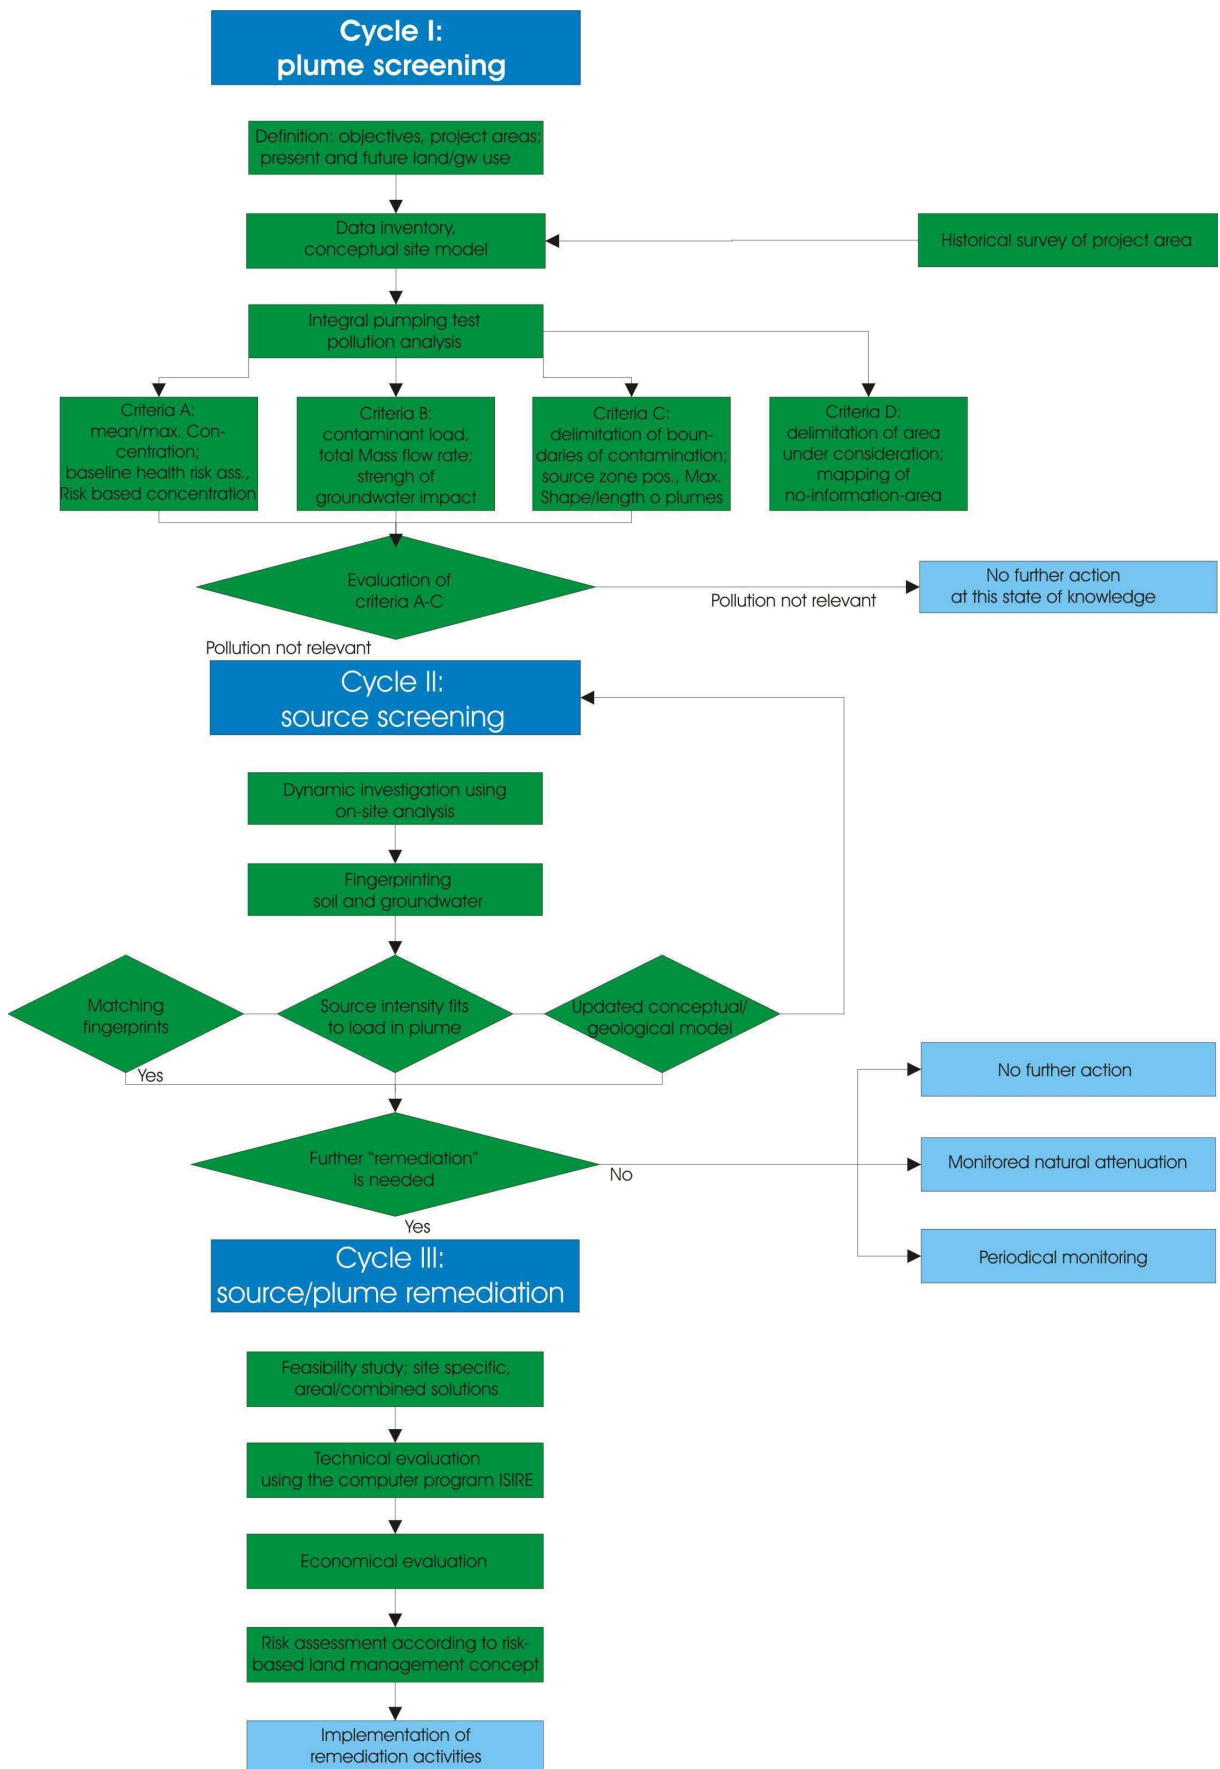 Cycle I:
plume screening
Definition: objectives, project areas;
present and future land/gw use
Data inventory,
conceptual site model
Historical survey of project area
Integral pumping test
pollution analysis
Criteria A:
mean/max. Con-
centration;
baseline health risk ass.,
Risk based concentration
Criteria B:
contaminant load,
total Mass flow rate;
strengh of
groundwater impact
Criteria C:
delimitation of boun-
daries of contamination;
source zone pos., Max.
Shape/length o plumes
Criteria D:
delimitation of area
under consideration;
mapping of
no-information-area
Evaluation of
criteria A-C
Pollution not relevant
No further action
at this state of knowledge
Pollution not relevant
Cycle II:
source screening
Dynamic investigation using
on-site analysis
Fingerprinting
soil and groundwater
Matching
fingerprints
Source intensity fits
to load in plume
Updated conceptual/
geological model
Yes
No further action
Further "remediation"
is needed
No
Monitored natural attenuation
Yes
Periodical monitoring
Cycle III:
source/plume remediation
Feasibility study; site specific,
areal/combined solutions
Technical evaluation
using the computer program ISIRE
Economical evaluation
Risk assessment according to risk-
based land management concept
Implementation of
remediation activities